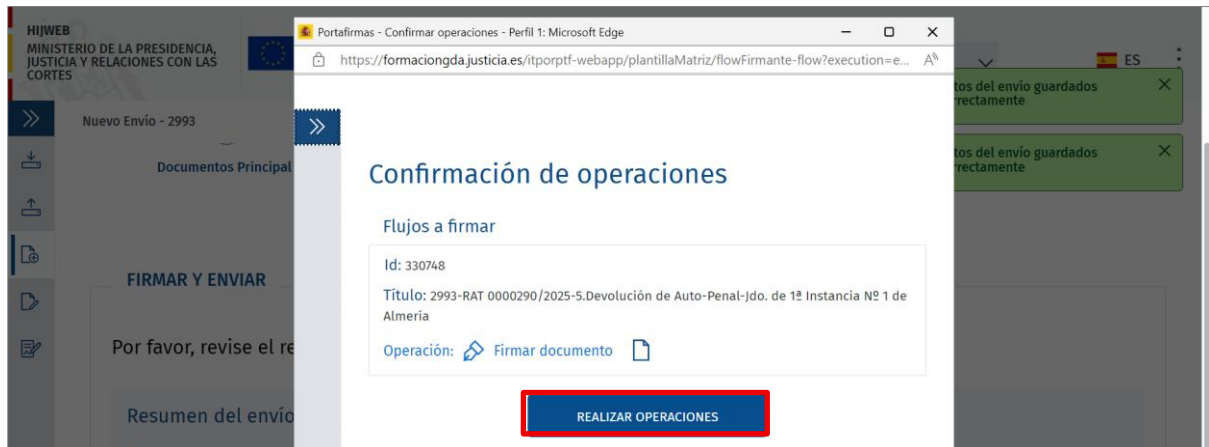 HIJWEB
MINISTERIO DE LA PRESIDENCIA,
JUSTICIA Y RELACIONES CON LAS
CORTES
ES
Nuevo Envío - 2993
Documentos Principal
FIRMAR Y ENVIAR
Por favor, revise el re
Resumen del envío
Portafirmas - Confirmar operaciones - Perfil 1: Microsoft Edge
https://formaciongda.justicia.es/itporptf-webapp/plantillaMatriz/flowFirmante-flow?execution=e...
Confirmación de operaciones
Flujos a firmar
Id: 330748
Título: 2993-RAT 0000290/2025-5.Devolución de Auto-Penal-Jdo. de 1ª Instancia Nº 1 de
Almería
Operación: Firmar documento
REALIZAR OPERACIONES
tos del envío guardados
rrectamente
tos del envío guardados
rrectamente